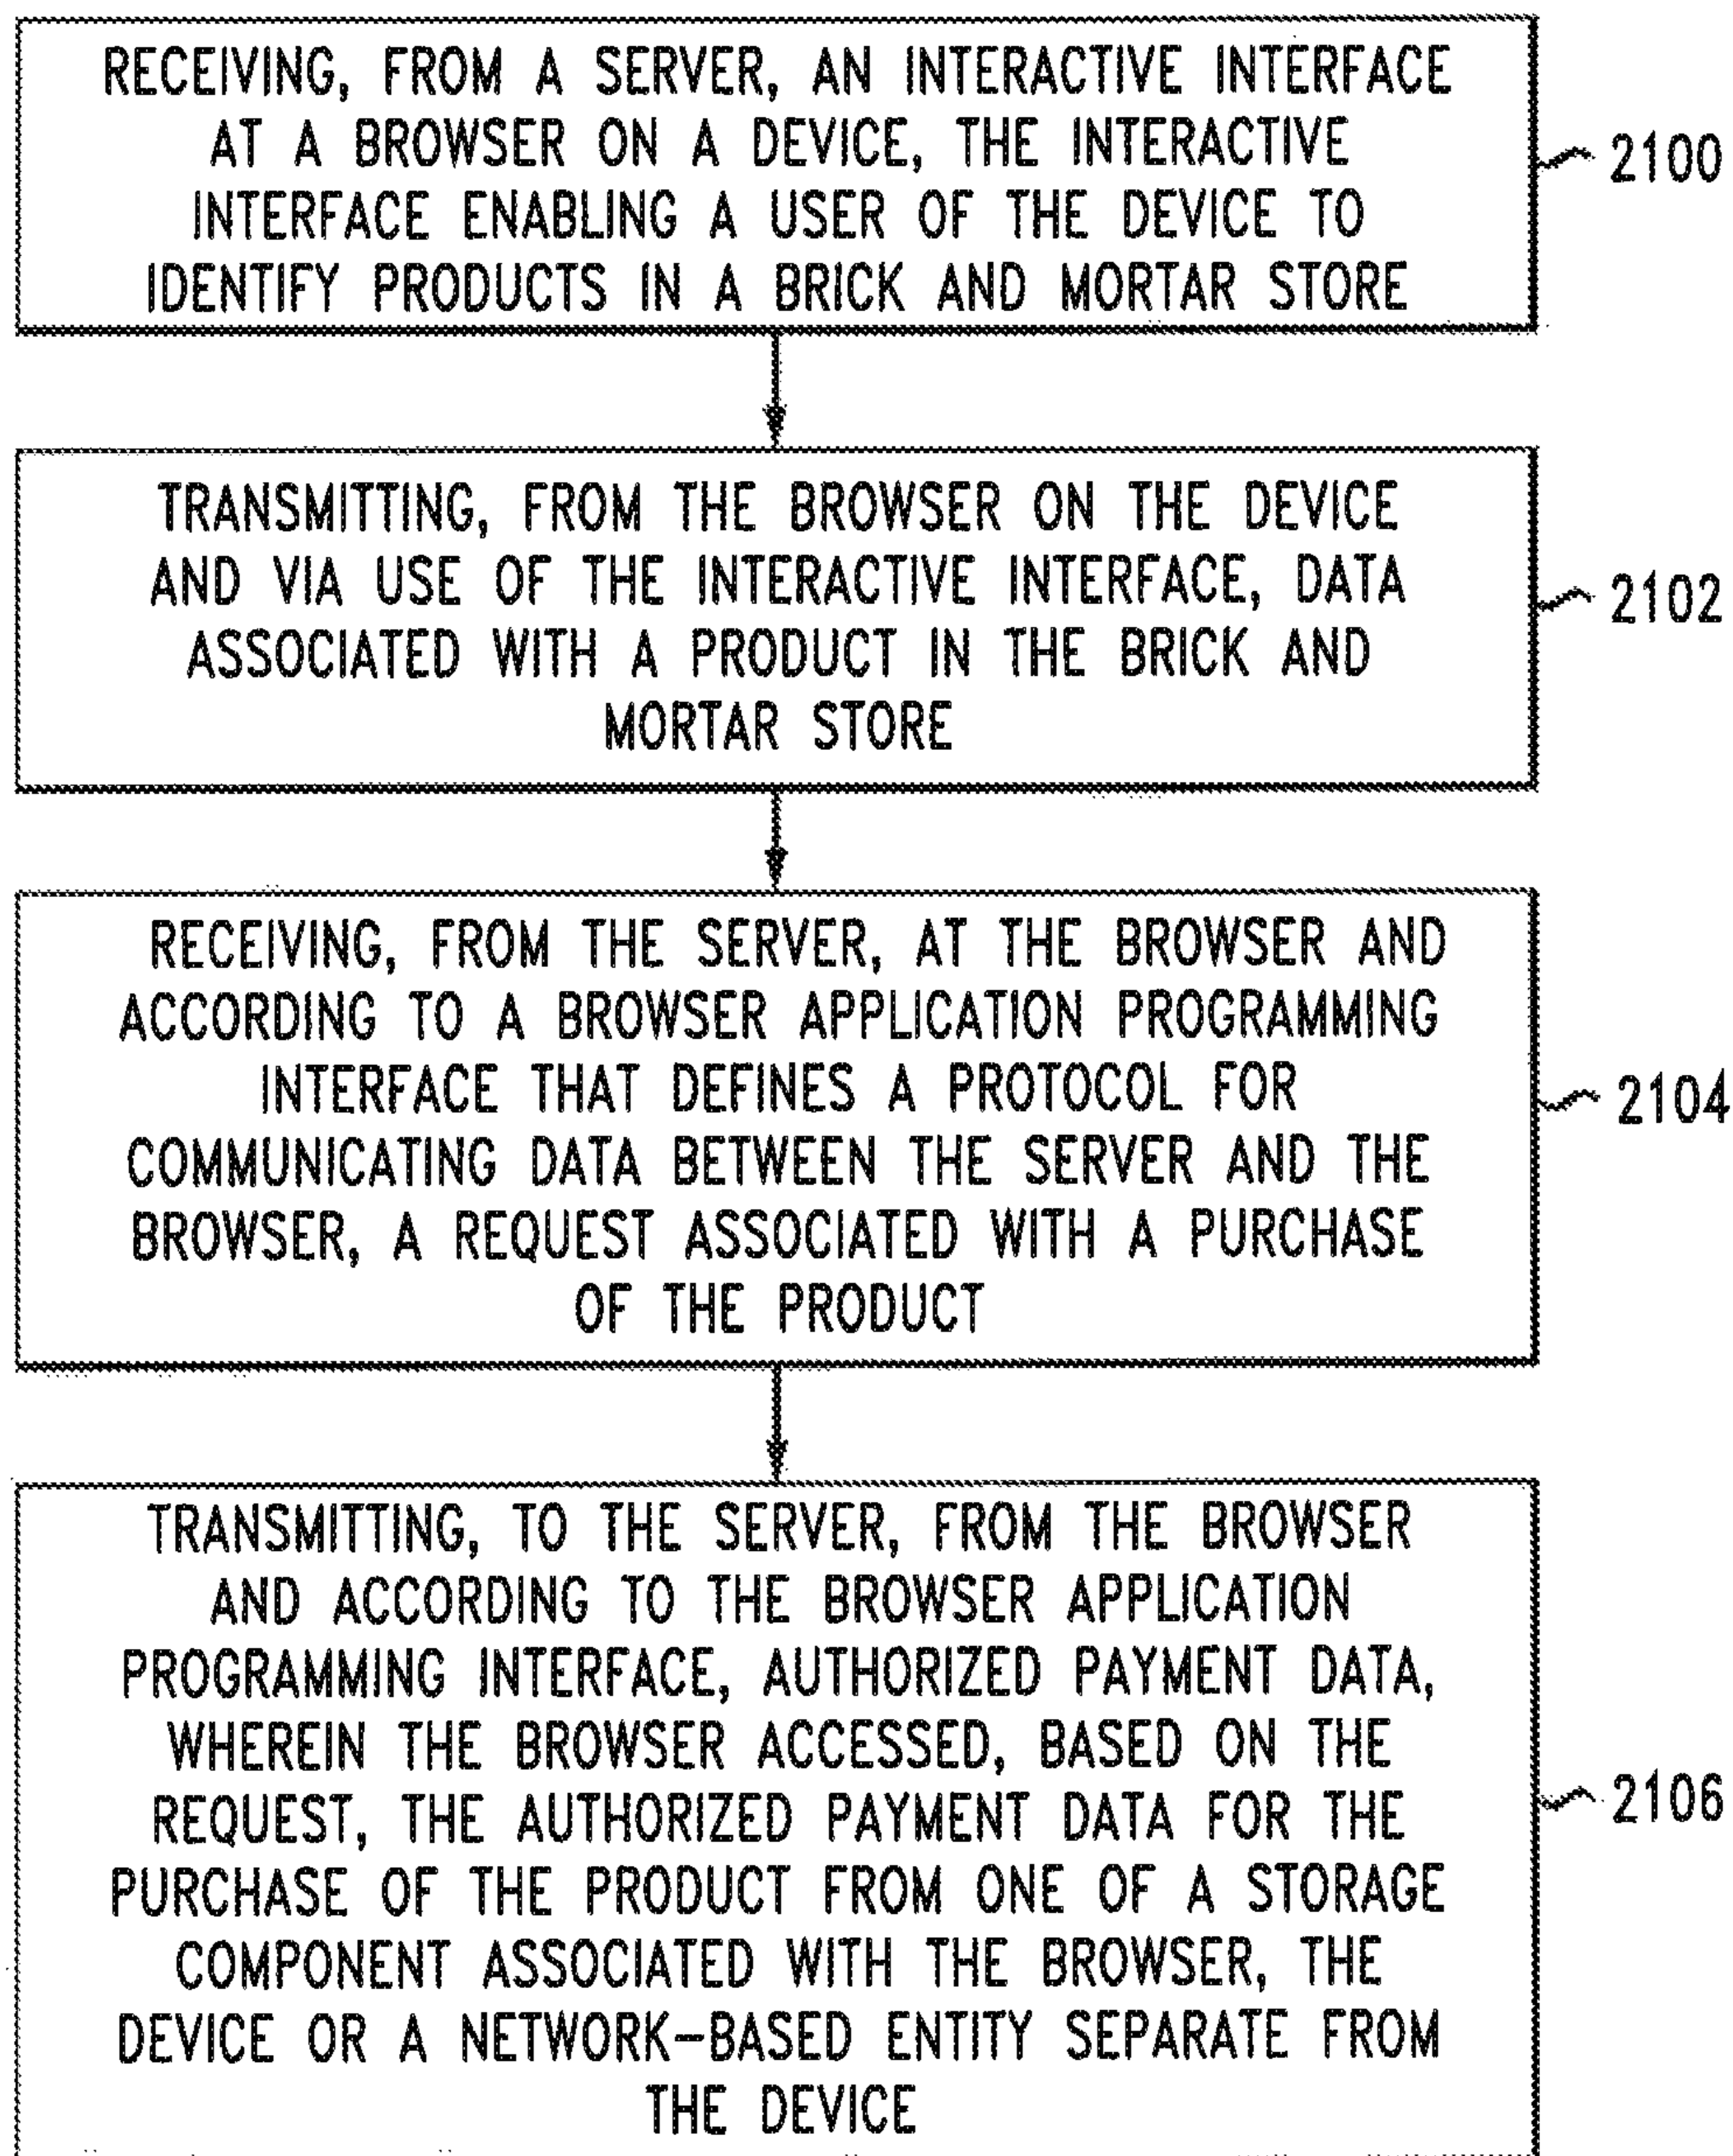 RECEIVING, FROM A SERVER, AN INTERACTIVE INTERFACE
AT A BROWSER ON A DEVICE, THE INTERACTIVE
INTERFACE ENABLING A USER OF THE DEVICE TO
IDENTIFY PRODUCTS IN A BRICK AND MORTAR STORE
2100
TRANSMITTING, FROM THE BROWSER ON THE DEVICE
AND VIA USE OF THE INTERACTIVE INTERFACE, DATA
ASSOCIATED WITH A PRODUCT IN THE BRICK AND
MORTAR STORE
2102
RECEIVING, FROM THE SERVER, AT THE BROWSER AND
ACCORDING TO A BROWSER APPLICATION PROGRAMMING
INTERFACE THAT DEFINES A PROTOCOL FOR
COMMUNICATING DATA BETWEEN THE SERVER AND THE
BROWSER, A REQUEST ASSOCIATED WITH A PURCHASE
OF THE PRODUCT
2104
TRANSMITTING, TO THE SERVER, FROM THE BROWSER
AND ACCORDING TO THE BROWSER APPLICATION
PROGRAMMING INTERFACE, AUTHORIZED PAYMENT DATA,
WHEREIN THE BROWSER ACCESSED, BASED ON THE
REQUEST, THE AUTHORIZED PAYMENT DATA FOR THE
PURCHASE OF THE PRODUCT FROM ONE OF A STORAGE
COMPONENT ASSOCIATED WITH THE BROWSER, THE
DEVICE OR A NETWORK-BASED ENTITY SEPARATE FROM
THE DEVICE
2106